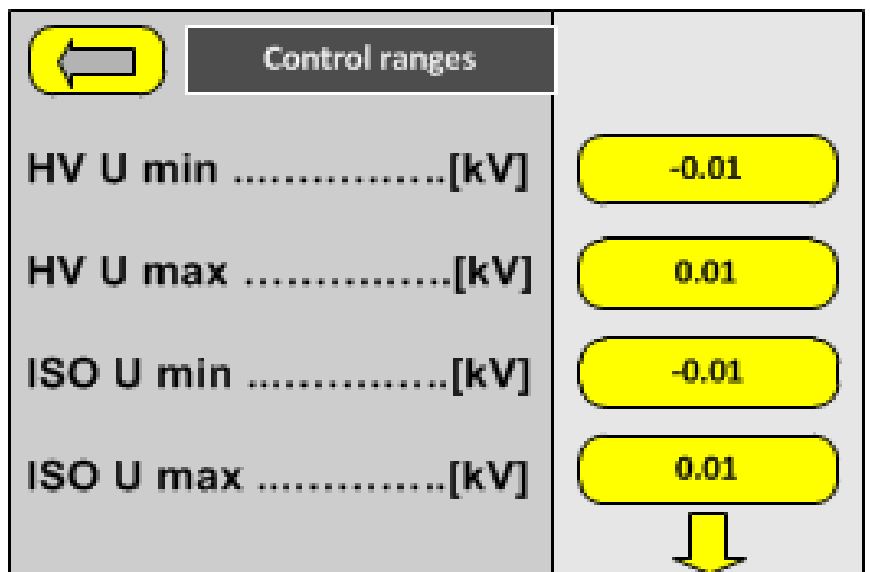 Control ranges
HV U min ................[kV] -0.01
HV U max ................[kV] 0.01
ISO U min ...............[kV] -0.01
ISO U max ..............[kV] 0.01